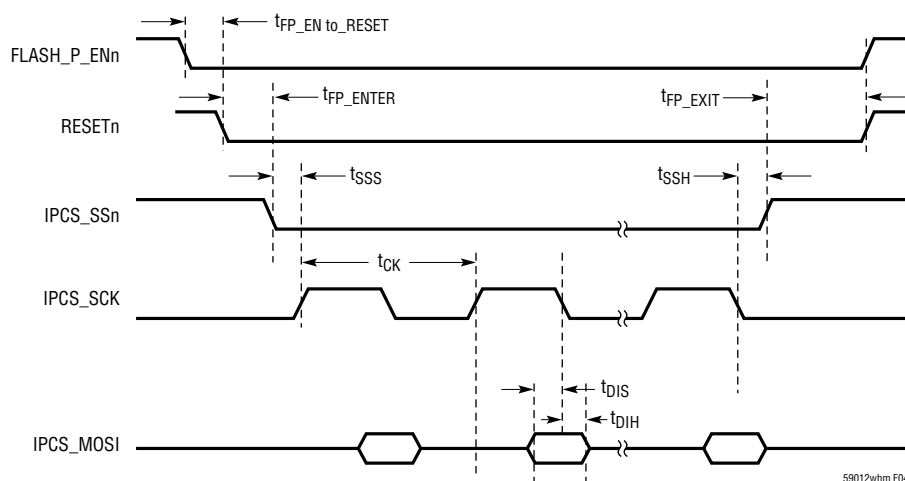 tFP_EN to_RESET
FLASH_P_ENn
tFP_ENTER
tFP_EXIT
RESETn
tSSS
tSSH
IPCS_SSn
tCK
IPCS_SCK
tDIS
tDIH
IPCS_MOSI
59012whm F04